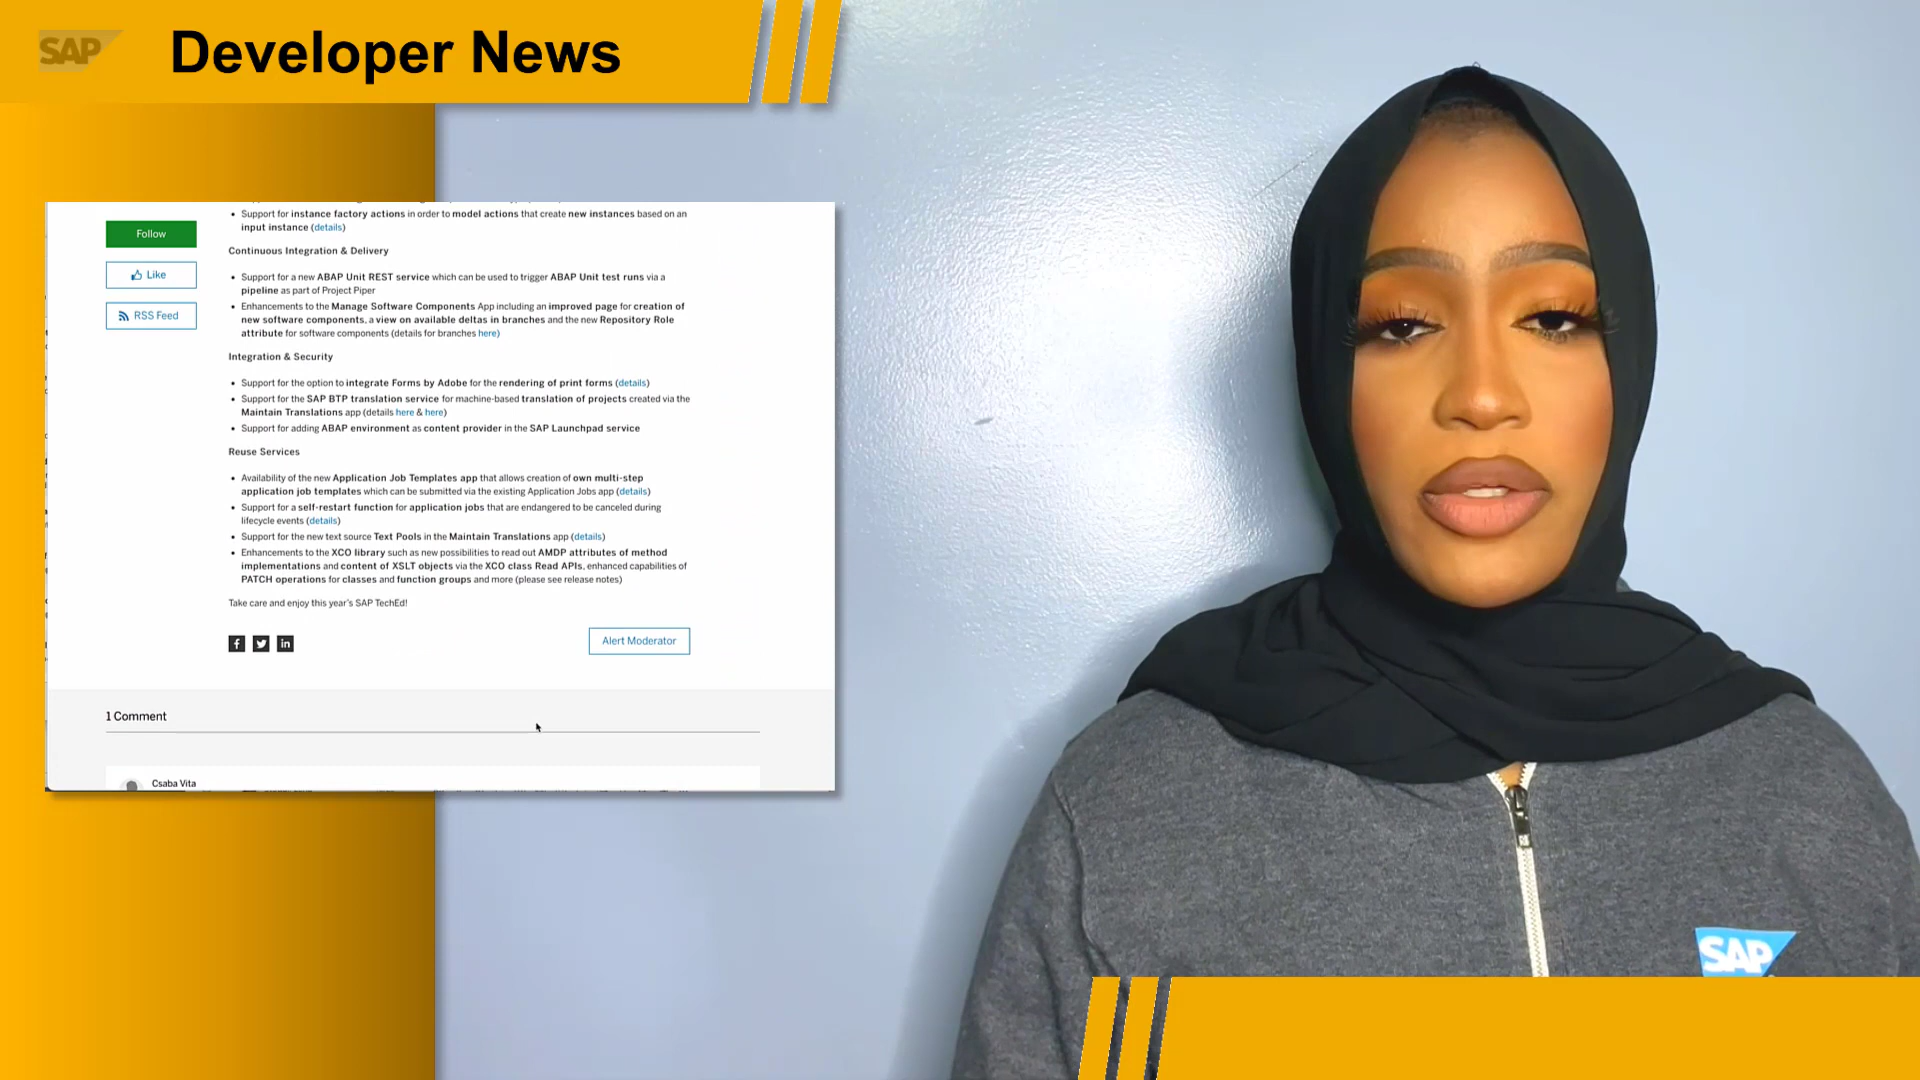 SAP
Developer News
Follow
Like
RSS Feed
• Support for instance factory actions in order to model actions that create new instances based on an
input instance (details)
Continuous Integration & Delivery
• Support for a new ABAP Unit REST service which can be used to trigger ABAP Unit test runs via a
pipeline as part of Project Piper
• Enhancements to the Manage Software Components App including an improved page for creation of
new software components, a view on available deltas in branches and the new Repository Role
attribute for software components (details for branches here)
Integration & Security
• Support for the option to integrate Forms by Adobe for the rendering of print forms (details)
• Support for the SAP BTP translation service for machine-based translation of projects created via the
Maintain Translations app (details here & here)
• Support for adding ABAP environment as content provider in the SAP Launchpad service
Reuse Services
• Availability of the new Application Job Templates app that allows creation of own multi-step
application job templates which can be submitted via the existing Application Jobs app (details)
• Support for a self-restart function for application jobs that are endangered to be canceled during
lifecycle events (details)
• Support for the new text source Text Pools in the Maintain Translations app (details)
• Enhancements to the XCO library such as new possibilities to read out AMDP attributes of method
implementations and content of XSLT objects via the XCO class Read APIs, enhanced capabilities of
PATCH operations for classes and function groups and more (please see release notes)
Take care and enjoy this year's SAP TechEd!
Alert Moderator
1 Comment
Csaba Vita
SAP